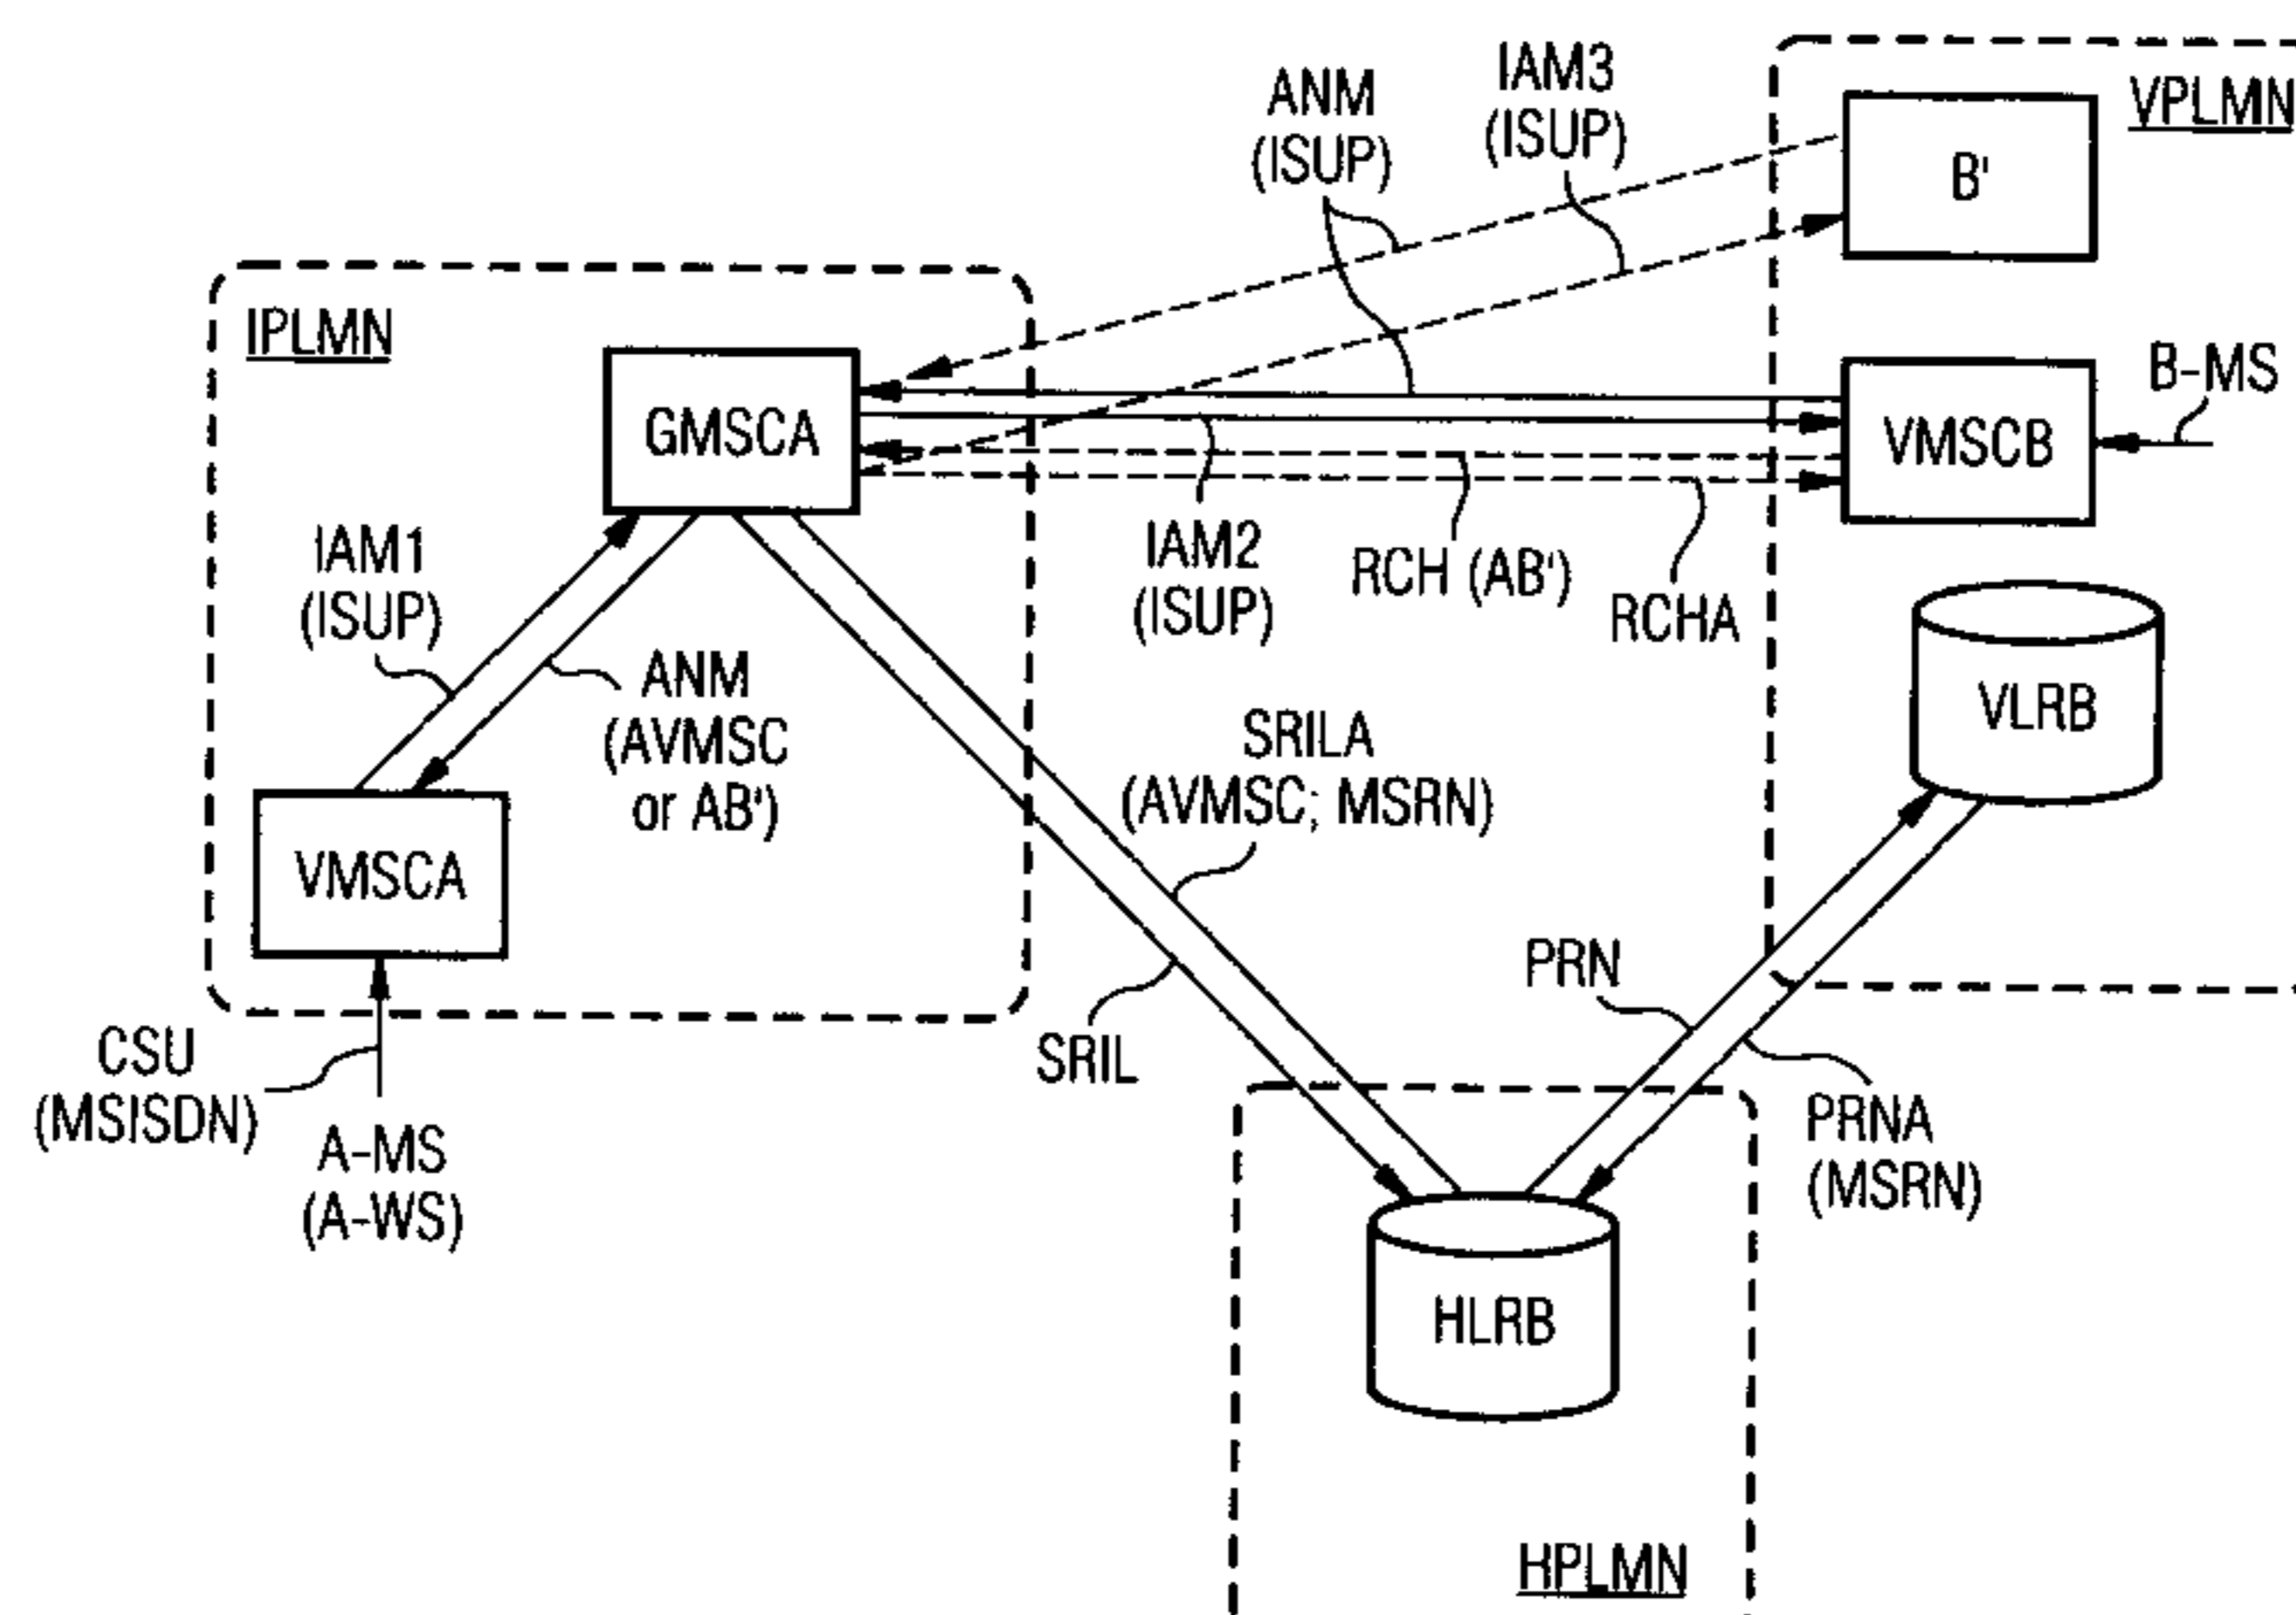 IAM3
(ISUP)
ANM
(ISUP)
VPLMN
B'
IPLMN
GMSCA
B-MS
VMSCB
IAM1
(ISUP)
IAM2
(ISUP)
RCH (AB')
RCHA
ANM
(AVMSC
or AB')
VLRB
SRILA
(AVMSC; MSRN)
VMSCA
PRN
SRIL
CSU
(MSISDN)
A-MS
(A-WS)
PRNA
(MSRN)
HLRB
HPLMN